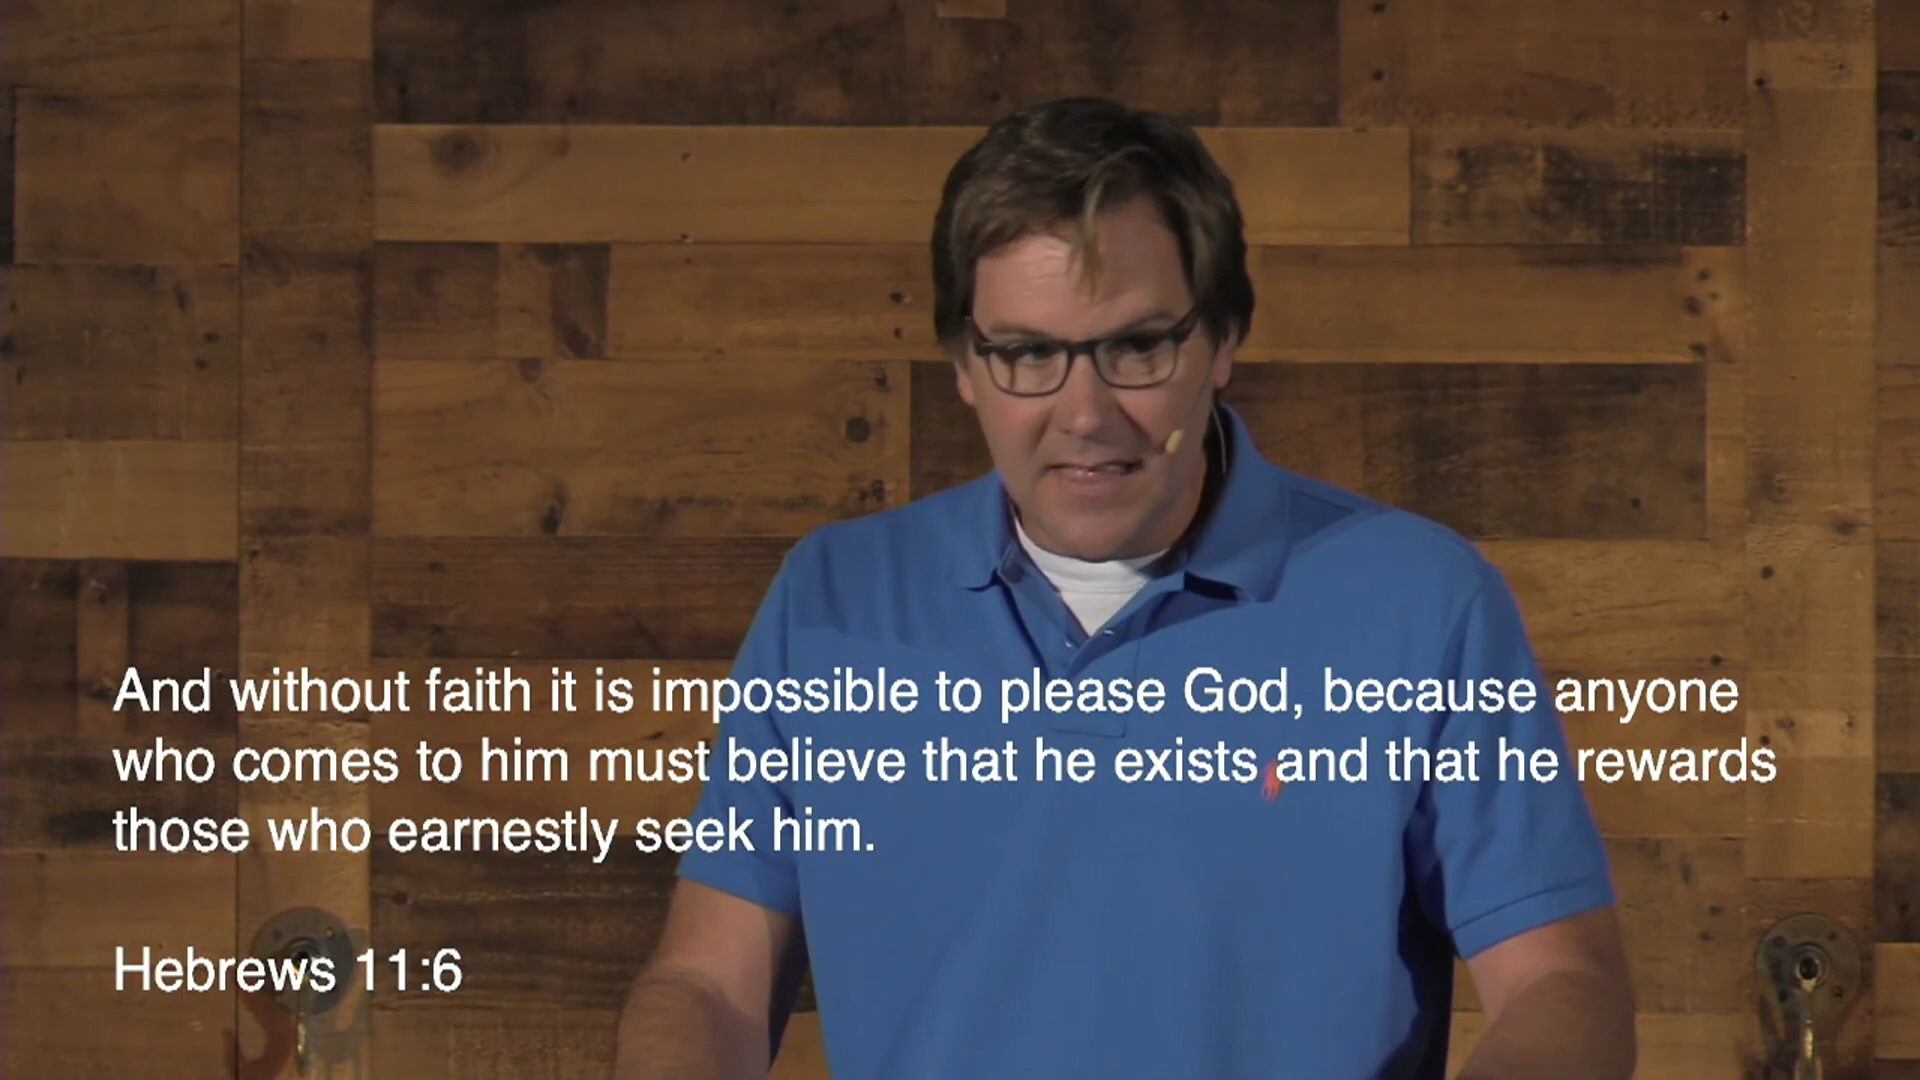 And without faith it is impossible to please God, because anyone
who comes to him must believe that he exists and that he rewards
those who earnestly seek him.
Hebrews 11:6